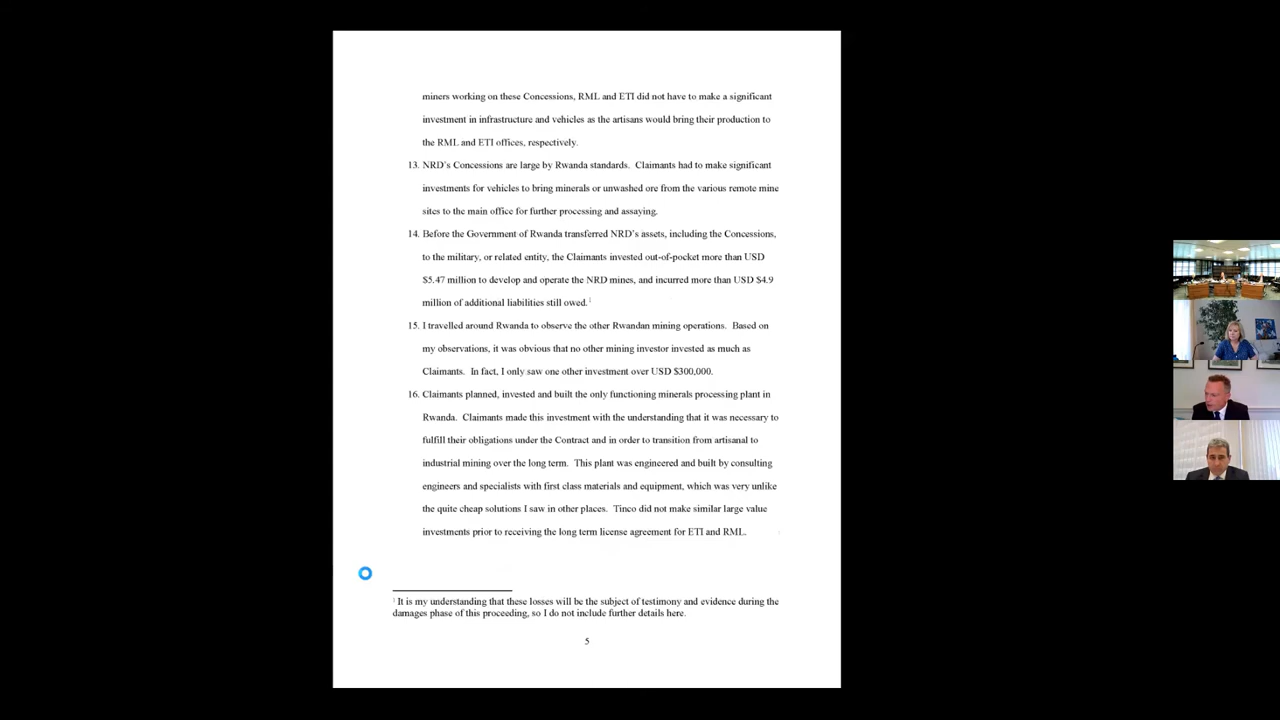 miners working on these Concessions, RML and ETI did not have to make a significant
investment in infrastructure and vehicles as the artisans would bring their production to
the RML and ETI offices, respectively.
13. NRD's Concessions are large by Rwanda standards. Claimants had to make significant
investments for vehicles to bring minerals or unwashed ore from the various remote mine
sites to the main office for further processing and assaying.
14. Before the Government of Rwanda transferred NRD's assets, including the Concessions,
to the military, or related entity, the Claimants invested out-of-pocket more than USD
$5.47 million to develop and operate the NRD mines, and incurred more than USD $4.9
million of additional liabilities still owed.1
15. I travelled around Rwanda to observe the other Rwandan mining operations. Based on
my observations, it was obvious that no other mining investor invested as much as
Claimants. In fact, I only saw one other investment over USD $300,000.
16. Claimants planned, invested and built the only functioning minerals processing plant in
Rwanda. Claimants made this investment with the understanding that it was necessary to
fulfill their obligations under the Contract and in order to transition from artisanal to
industrial mining over the long term. This plant was engineered and built by consulting
engineers and specialists with first class materials and equipment, which was very unlike
the quite cheap solutions I saw in other places. Tinco did not make similar large value
investments prior to receiving the long term license agreement for ETI and RML.
1 It is my understanding that these losses will be the subject of testimony and evidence during the
damages phase of this proceeding, so I do not include further details here.
5